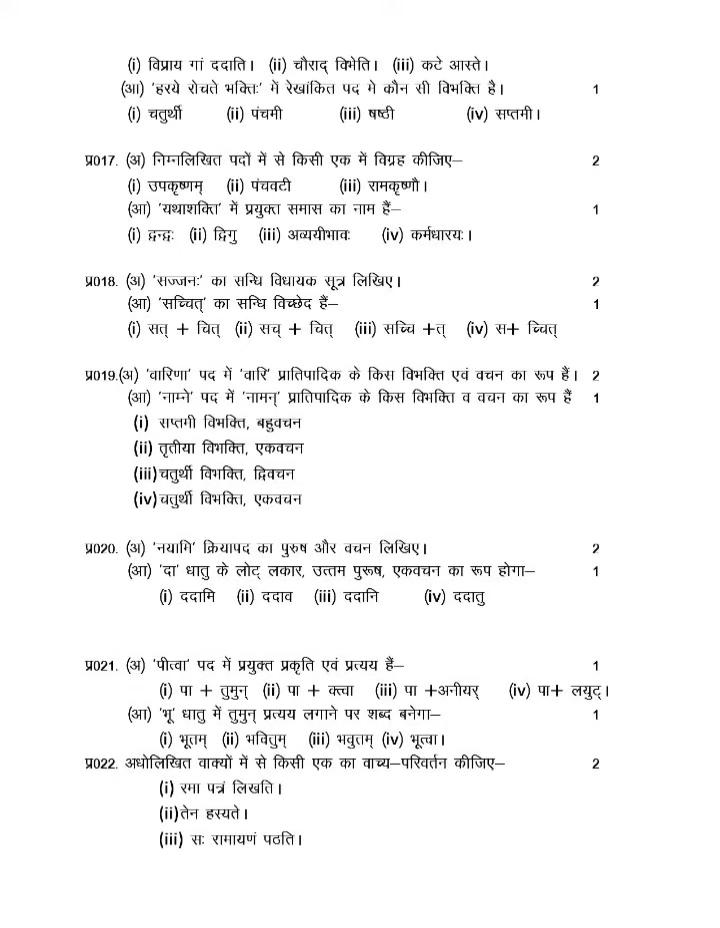 (i) विप्राय गां ददाति। (ii) चौराद् विभेति। (iii) कटे आस्ते।
(आ) 'हरये रोचते भक्तिः' में रेखांकित पद मे कौन सी विभक्ति है। 1
(i) चतुर्थी (ii) पंचमी (iii) षष्ठी (iv) सप्तमी।
प्र017. (अ) निम्नलिखित पदों में से किसी एक में विग्रह कीजिए– 2
(i) उपकृष्णम् (ii) पंचवटी (iii) रामकृष्णौ।
(आ) 'यथाशक्ति' में प्रयुक्त समास का नाम हैं– 1
(i) द्वन्द्वः (ii) द्विगु (iii) अव्ययीभावः (iv) कर्मधारयः।
प्र018. (अ) 'सज्जनः' का सन्धि विधायक सूत्र लिखिए। 2
(आ) 'सच्चित्' का सन्धि विच्छेद हैं– 1
(i) सत् + चित् (ii) सच् + चित् (iii) सच्चि +त् (iv) स+ च्चित्
प्र019.(अ) 'वारिणा' पद में 'वारि' प्रातिपादिक के किस विभक्ति एवं वचन का रूप हैं। 2
(आ) 'नाम्ने' पद में 'नामन्' प्रातिपादिक के किस विभक्ति व वचन का रूप हैं 1
(i) सप्तमी विभक्ति, बहुवचन
(ii) तृतीया विभक्ति, एकवचन
(iii) चतुर्थी विभक्ति, द्विवचन
(iv) चतुर्थी विभक्ति, एकवचन
प्र020. (अ) 'नयामि' क्रियापद का पुरुष और वचन लिखिए। 2
(आ) 'दा' धातु के लोट् लकार, उत्तम पुरूष, एकवचन का रूप होगा– 1
(i) ददामि (ii) ददाव (iii) ददानि (iv) ददातु
प्र021. (अ) 'पीत्वा' पद में प्रयुक्त प्रकृति एवं प्रत्यय हैं– 1
(i) पा + तुमुन् (ii) पा + क्त्वा (iii) पा +अनीयर् (iv) पा+ लयुट्।
(आ) 'भू' धातु में तुमुन् प्रत्यय लगाने पर शब्द बनेगा– 1
(i) भूतम् (ii) भवितुम् (iii) भवुतम् (iv) भूत्वा।
प्र022. अधोलिखित वाक्यों में से किसी एक का वाच्य–परिवर्तन कीजिए– 2
(i) रमा पत्रं लिखति।
(ii) तेन हस्यते।
(iii) सः रामायणं पठति।